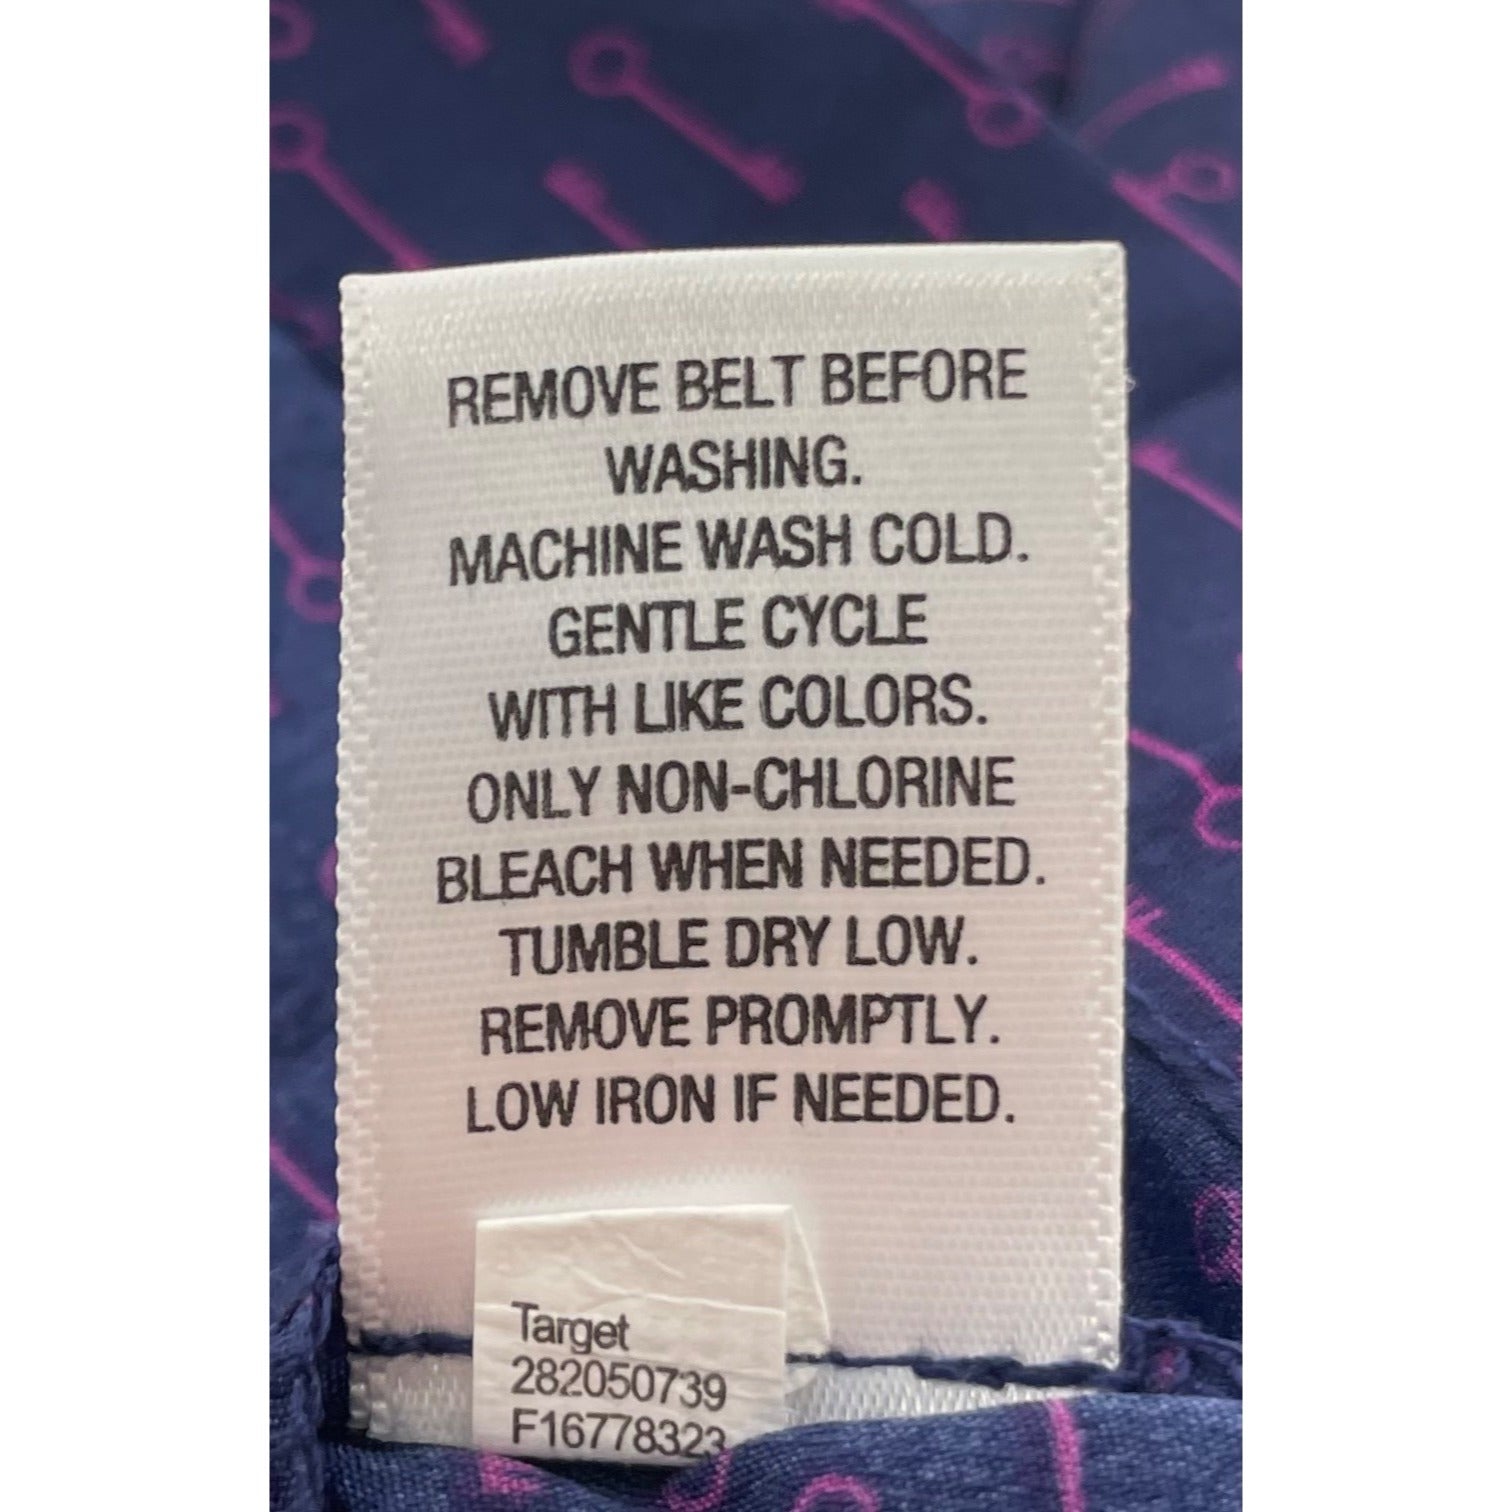 REMOVE BELT BEFORE
WASHING.
MACHINE WASH COLD.
GENTLE CYCLE
WITH LIKE COLORS.
ONLY NON-CHLORINE
BLEACH WHEN NEEDED.
TUMBLE DRY LOW.
REMOVE PROMPTLY.
LOW IRON IF NEEDED.
Target
282050739
F16778323